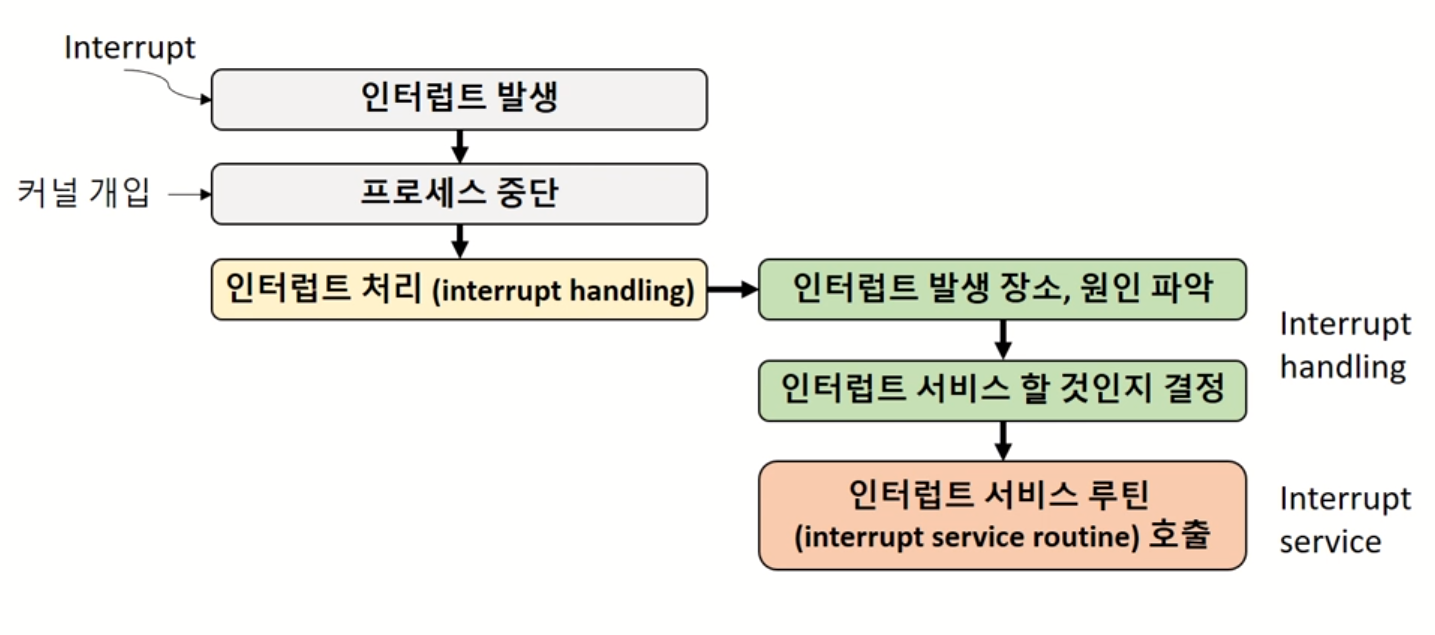 Interrupt
인터럽트 발생
커널 개입
프로세스 중단
인터럽트 처리 (interrupt handling)
인터럽트 발생 장소, 원인 파악
Interrupt
handling
인터럽트 서비스 할 것인지 결정
인터럽트 서비스 루틴
(interrupt service routine) 호출
Interrupt
service